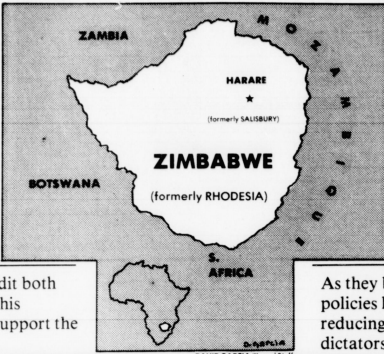 ZAMBIA
MOZAMBIQUE
HARARE
(formerly SALISBURY)
ZIMBABWE
(formerly RHODESIA)
BOTSWANA
S.
AFRICA
dit both
his
upport the
As they b
policies h
reducing
dictators
D. GARCIA